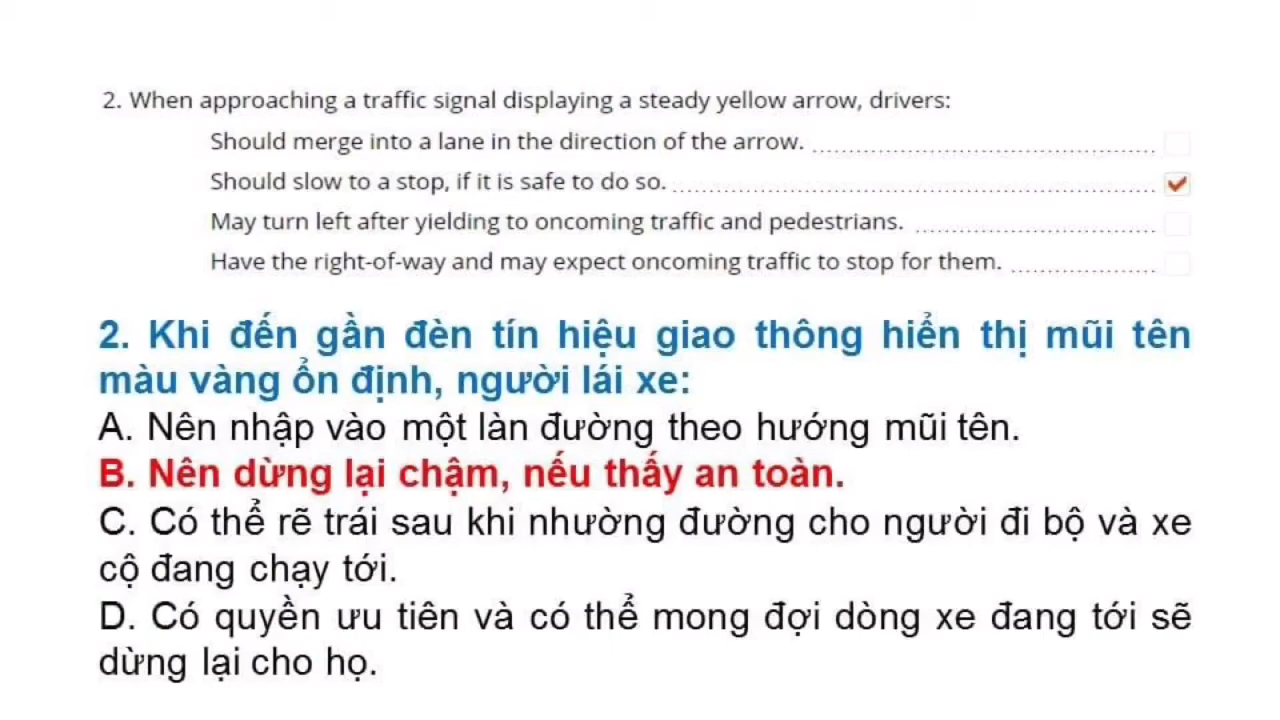 2. When approaching a traffic signal displaying a steady yellow arrow, drivers:
Should merge into a lane in the direction of the arrow.
Should slow to a stop, if it is safe to do so.
May turn left after yielding to oncoming traffic and pedestrians.
Have the right-of-way and may expect oncoming traffic to stop for them.
2. Khi đến gần đèn tín hiệu giao thông hiển thị mũi tên
màu vàng ổn định, người lái xe:
A. Nên nhập vào một làn đường theo hướng mũi tên.
B. Nên dừng lại chậm, nếu thấy an toàn.
C. Có thể rẽ trái sau khi nhường đường cho người đi bộ và xe
cộ đang chạy tới.
D. Có quyền ưu tiên và có thể mong đợi dòng xe đang tới sẽ
dừng lại cho họ.